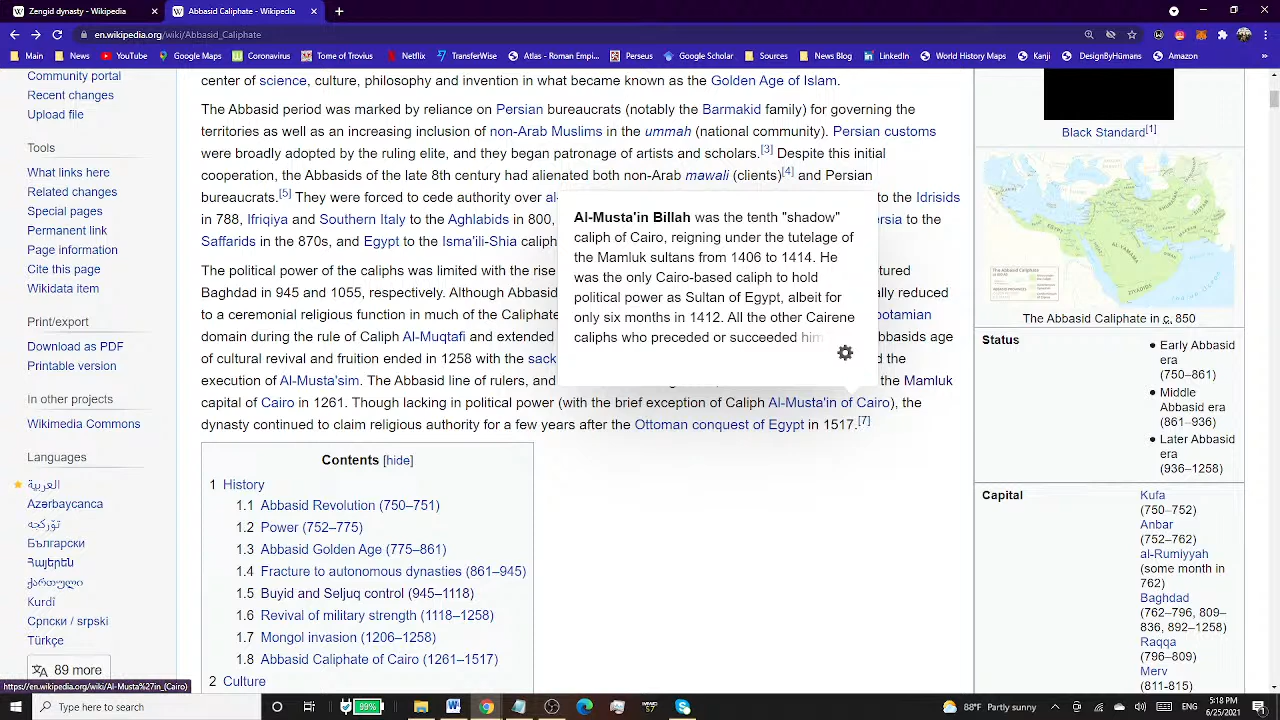 Zengid dynasty - Wikipedia
Abbasid Caliphate - Wikipedia
en.wikipedia.org/wiki/Abbasid_Caliphate
Main
News
YouTube
Google Maps
Coronavirus
Tome of Trovius
Netflix
TransferWise
Atlas - Roman Empi...
Perseus
Google Scholar
Sources
News Blog
LinkedIn
World History Maps
Kanji
DesignByHumans
Amazon
Community portal
Recent changes
Upload file
Tools
What links here
Related changes
Special pages
Permanent link
Page information
Cite this page
Wikidata item
Print/export
Download as PDF
Printable version
In other projects
Wikimedia Commons
Languages
العربية
Azərbaycanca
تۆرکجه
Български
Հայերեն
ქართული
Kurdî
Српски / srpski
Türkçe
89 more
center of science, culture, philosophy and invention in what became known as the Golden Age of Islam.
The Abbasid period was marked by reliance on Persian bureaucrats (notably the Barmakid family) for governing the
territories as well as an increasing inclusion of non-Arab Muslims in the ummah (national community). Persian customs
were broadly adopted by the ruling elite, and they began patronage of artists and scholars.[3] Despite this initial
cooperation, the Abbasids of the late 8th century had alienated both non-Arab mawali (clients)[4] and Persian
bureaucrats.[5] They were forced to cede authority over al- to the Idrisids
in 788, Ifriqiya and Southern Italy to the Aghlabids in 800, ersia to the
Saffarids in the 870s, and Egypt to the Isma'ili-Shia caliph
The political power of the caliphs was limited with the rise tured
Baghdad in 945 and 1055, respectively. Although Abbasi lly reduced
to a ceremonial religious function in much of the Caliphate opotamian
domain during the rule of Caliph Al-Muqtafi and extended bbasids age
of cultural revival and fruition ended in 1258 with the sack d the
execution of Al-Musta'sim. The Abbasid line of rulers, and the Mamluk
capital of Cairo in 1261. Though lacking in political power (with the brief exception of Caliph Al-Musta'in of Cairo), the
dynasty continued to claim religious authority for a few years after the Ottoman conquest of Egypt in 1517.[7]
Al-Musta'in Billah was the tenth "shadow"
caliph of Cairo, reigning under the tutelage of
the Mamluk sultans from 1406 to 1414. He
was the only Cairo-based caliph to hold
political power as Sultan of Egypt, albeit for
only six months in 1412. All the other Cairene
caliphs who preceded or succeeded him
Contents [hide]
1 History
1.1 Abbasid Revolution (750–751)
1.2 Power (752–775)
1.3 Abbasid Golden Age (775–861)
1.4 Fracture to autonomous dynasties (861–945)
1.5 Buyid and Seljuq control (945–1118)
1.6 Revival of military strength (1118–1258)
1.7 Mongol invasion (1206–1258)
1.8 Abbasid Caliphate of Cairo (1261–1517)
2 Culture
Black Standard[1]
The Abbasid Caliphate in c. 850
Status
Early Abbasid
era
(750–861)
Middle
Abbasid era
(861–936)
Later Abbasid
era
(936–1258)
Capital
Kufa
(750–752)
Anbar
(752–762)
al-Rumiyyah
(some month in
762)
Baghdad
(762–796, 809–
836, 892–1258)
Raqqa
(796–809)
Merv
(811-815)
https://en.wikipedia.org/wiki/Al-Musta%27in_(Cairo)
Type here to search
99%
88°F Partly sunny
5:18 PM
6/25/2021